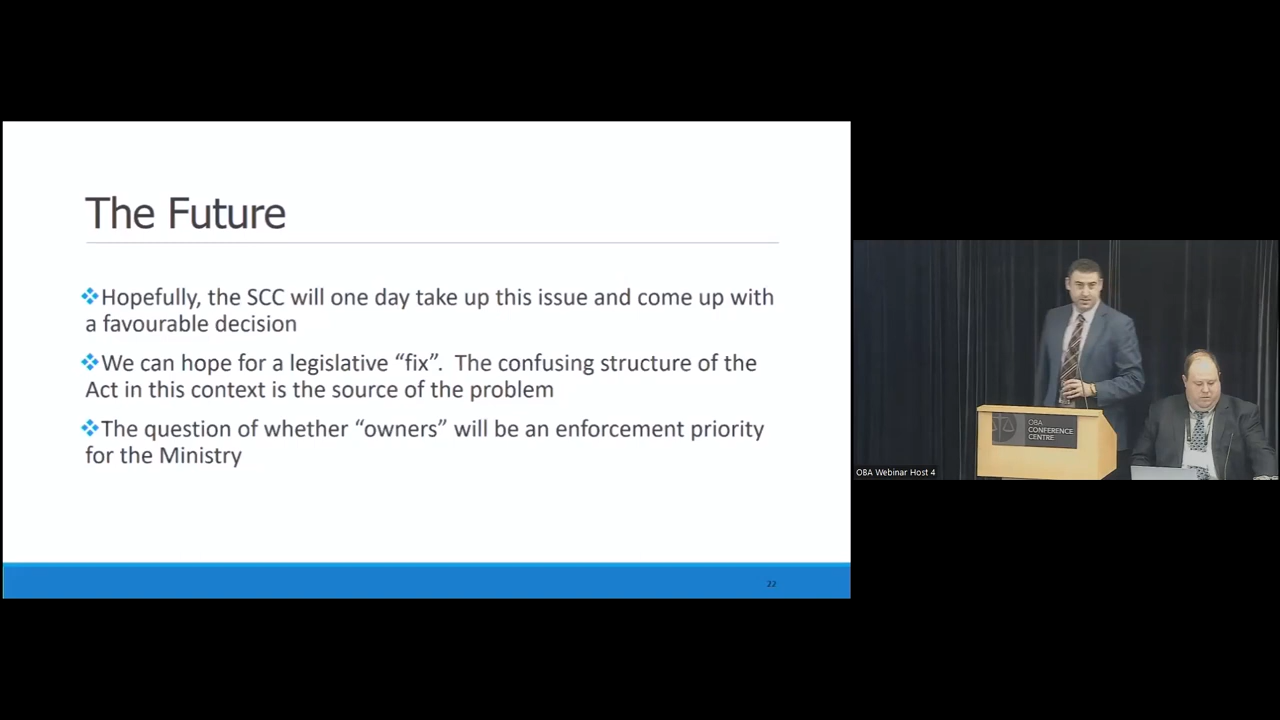 The Future
❖Hopefully, the SCC will one day take up this issue and come up with
a favourable decision
❖We can hope for a legislative “fix”.  The confusing structure of the
Act in this context is the source of the problem
❖The question of whether “owners” will be an enforcement priority
for the Ministry
22
OBA
CONFERENCE
CENTRE
OBA Webinar Host 4